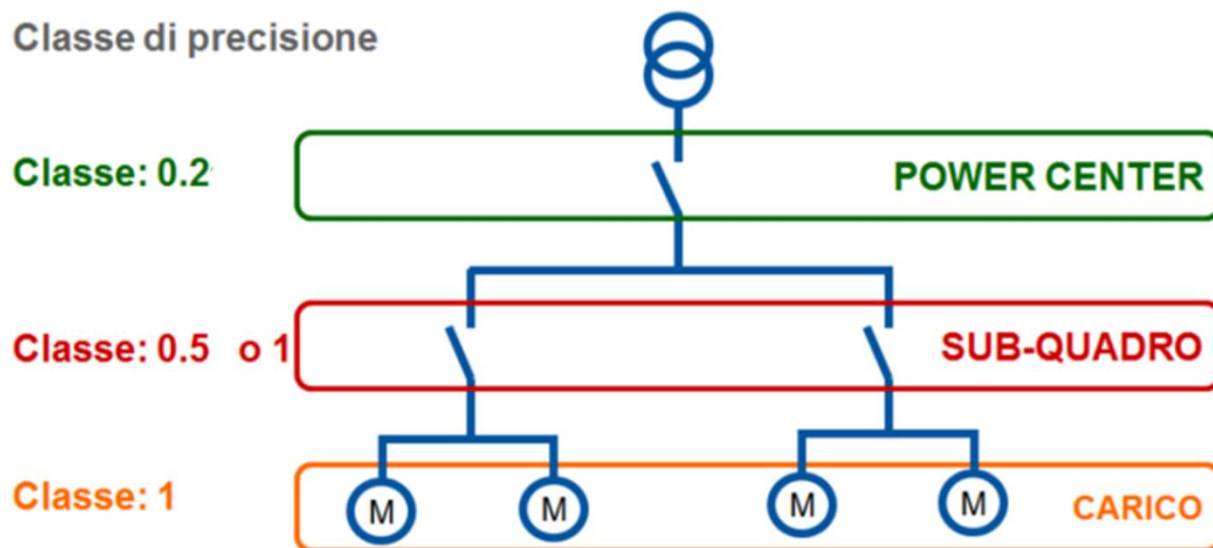 Classe di precisione
Classe: 0.2
POWER CENTER
Classe: 0.5 o 1
SUB-QUADRO
Classe: 1
M
M
M
M
CARICO